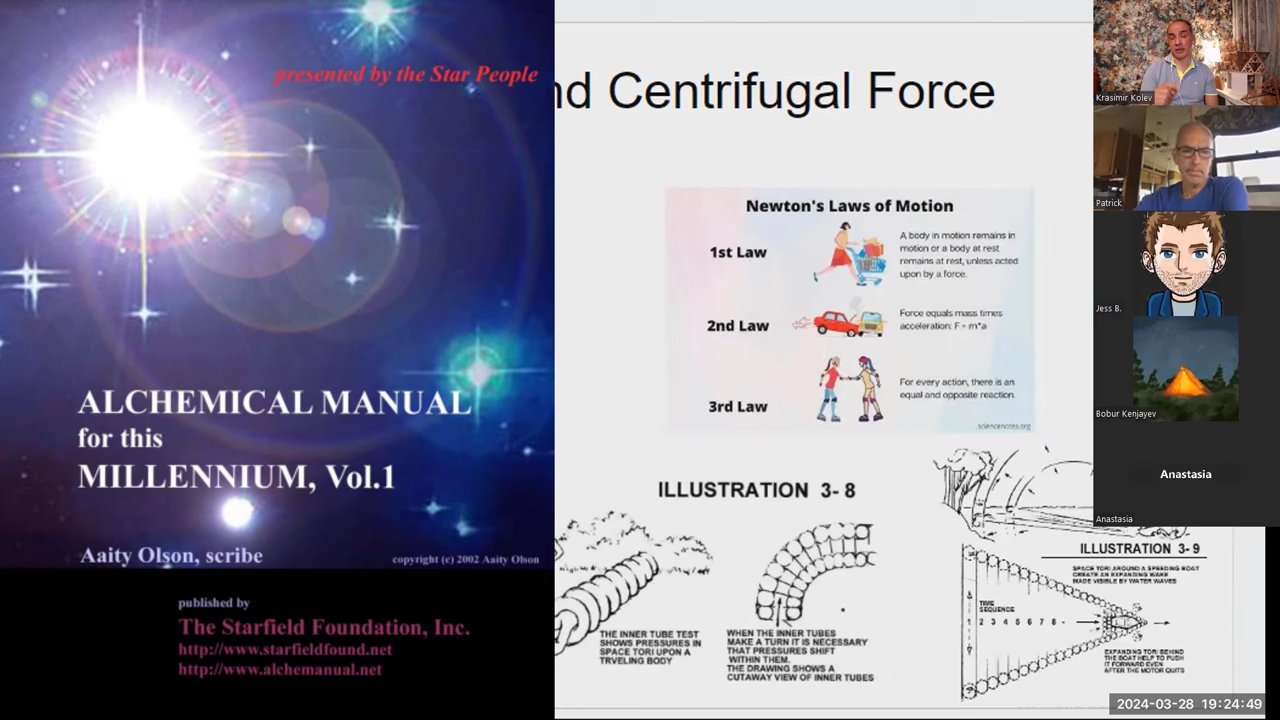 presented by the Star People
ALCHEMICAL MANUAL
for this
MILLENNIUM, Vol.1
Aaity Olson, scribe
copyright (c) 2002 Aaity Olson
published by
The Starfield Foundation, Inc.
http://www.starfieldfound.net
http://www.alchemanual.net
nd Centrifugal Force
Newton's Laws of Motion
1st Law
A body in motion remains in
motion or a body at rest
remains at rest, unless acted
upon by a force.
2nd Law
Force equals mass times
acceleration: F = m*a
3rd Law
For every action, there is an
equal and opposite reaction.
sciencenotes.org
ILLUSTRATION 3-8
THE INNER TUBE TEST
SHOWS PRESSURES IN
SPACE TORI UPON A
TRVELING BODY
WHEN THE INNER TUBES
MAKE A TURN IT IS NECESSARY
THAT PRESSURES SHIFT
WITHIN THEM.
THE DRAWING SHOWS A
CUTAWAY VIEW OF INNER TUBES
ILLUSTRATION 3-9
SPACE TORI AROUND A SPEEDING BOAT
CREATE AN EXPANDING WAKE
MADE VISIBLE BY WATER WAVES
TIME
SEQUENCE
1 2 3 4 5 6 7 8 -
EXPANDING TORI BEHIND
THE BOAT HELP TO PUSH
IT FORWARD EVEN
AFTER THE MOTOR QUITS
Krasimir Kolev
Patrick
Jess B.
Bobur Kenjayev
Anastasia
Anastasia
2024-03-28 19:24:49